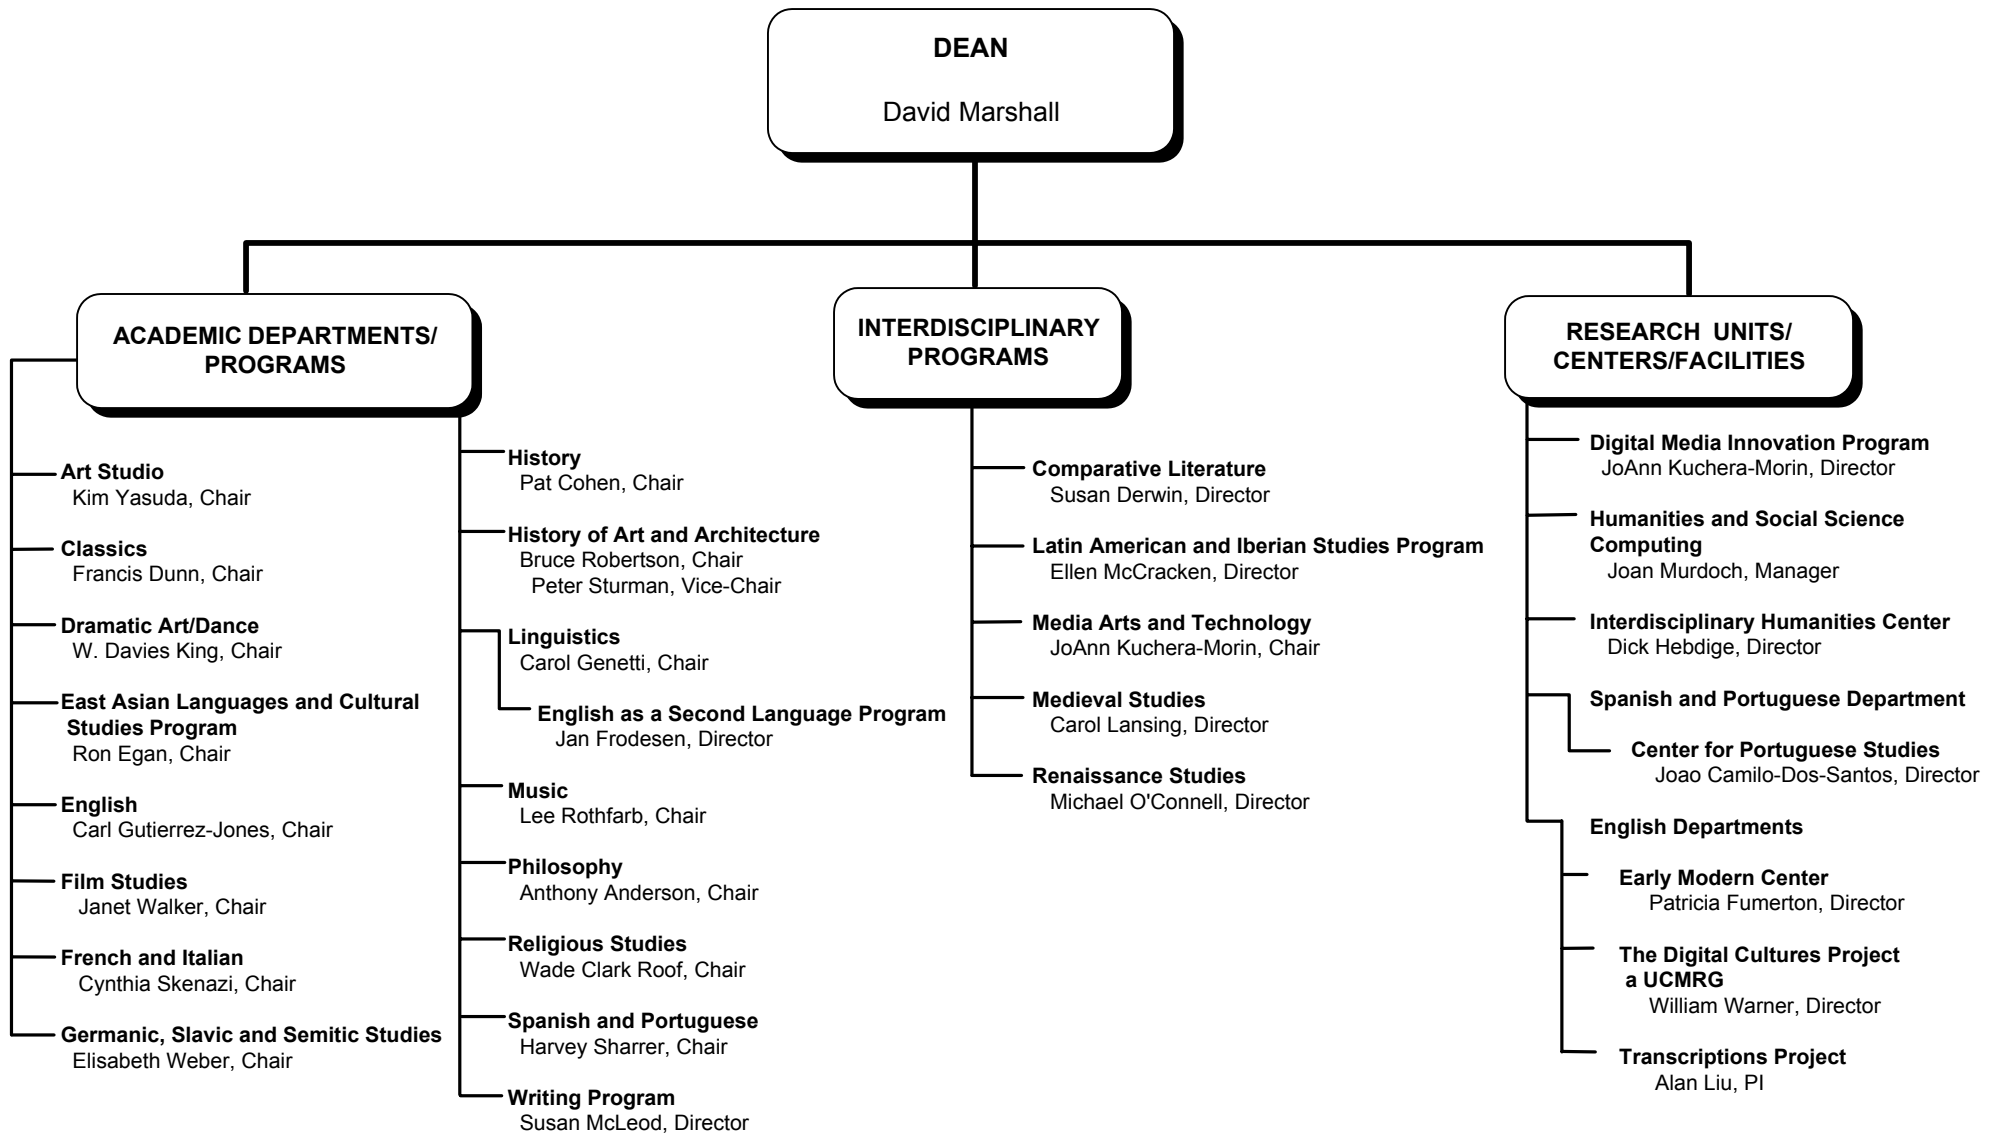 DEAN
David Marshall
ACADEMIC DEPARTMENTS/
PROGRAMS
Art Studio
Kim Yasuda, Chair
Classics
Francis Dunn, Chair
Dramatic Art/Dance
W. Davies King, Chair
East Asian Languages and Cultural
Studies Program
Ron Egan, Chair
English
Carl Gutierrez-Jones, Chair
Film Studies
Janet Walker, Chair
French and Italian
Cynthia Skenazi, Chair
Germanic, Slavic and Semitic Studies
Elisabeth Weber, Chair
History
Pat Cohen, Chair
History of Art and Architecture
Bruce Robertson, Chair
Peter Sturman, Vice-Chair
Linguistics
Carol Genetti, Chair
English as a Second Language Program
Jan Frodesen, Director
Music
Lee Rothfarb, Chair
Philosophy
Anthony Anderson, Chair
Religious Studies
Wade Clark Roof, Chair
Spanish and Portuguese
Harvey Sharrer, Chair
Writing Program
Susan McLeod, Director
INTERDISCIPLINARY
PROGRAMS
Comparative Literature
Susan Derwin, Director
Latin American and Iberian Studies Program
Ellen McCracken, Director
Media Arts and Technology
JoAnn Kuchera-Morin, Chair
Medieval Studies
Carol Lansing, Director
Renaissance Studies
Michael O'Connell, Director
RESEARCH UNITS/
CENTERS/FACILITIES
Digital Media Innovation Program
JoAnn Kuchera-Morin, Director
Humanities and Social Science
Computing
Joan Murdoch, Manager
Interdisciplinary Humanities Center
Dick Hebdige, Director
Spanish and Portuguese Department
Center for Portuguese Studies
Joao Camilo-Dos-Santos, Director
English Departments
Early Modern Center
Patricia Fumerton, Director
The Digital Cultures Project
a UCMRG
William Warner, Director
Transcriptions Project
Alan Liu, PI